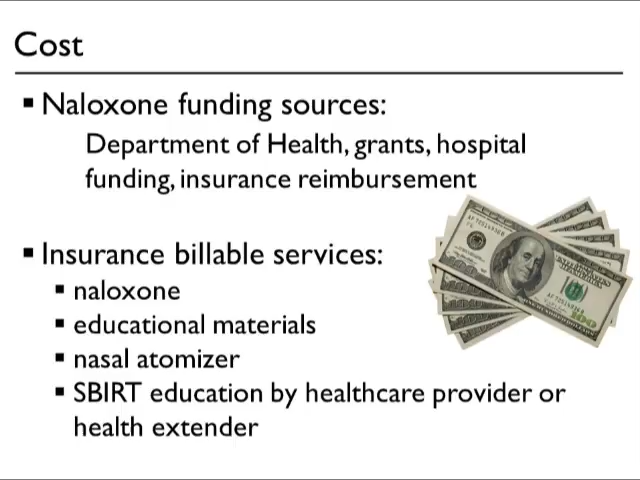 Cost
▪ Naloxone funding sources:
Department of Health, grants, hospital
funding, insurance reimbursement
▪ Insurance billable services:
▪ naloxone
▪ educational materials
▪ nasal atomizer
▪ SBIRT education by healthcare provider or
health extender
100